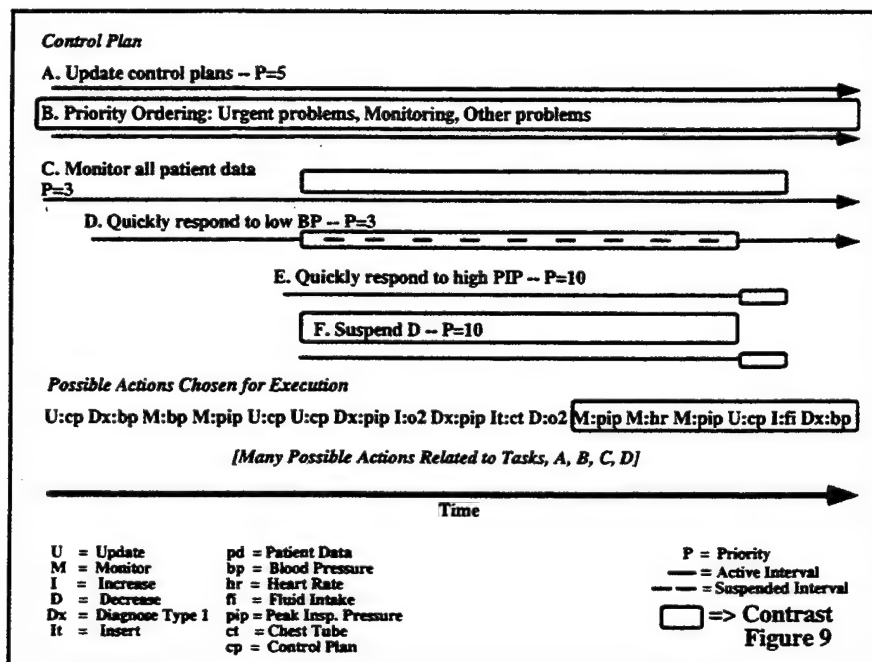 Control Plan
A. Update control plans -- P=5
B. Priority Ordering: Urgent problems, Monitoring, Other problems
C. Monitor all patient data
P=3
D. Quickly respond to low BP -- P=3
E. Quickly respond to high PIP -- P=10
F. Suspend D -- P=10
Possible Actions Chosen for Execution
U:cp Dx:bp M:bp M:pip U:cp U:cp Dx:pip I:o2 Dx:pip It:ct D:o2 M:pip M:hr M:pip U:cp I:fi Dx:bp
[Many Possible Actions Related to Tasks, A, B, C, D]
Time
U = Update
M = Monitor
I = Increase
D = Decrease
Dx = Diagnose Type 1
It = Insert
pd = Patient Data
bp = Blood Pressure
hr = Heart Rate
fi = Fluid Intake
pip = Peak Insp. Pressure
ct = Chest Tube
cp = Control Plan
P = Priority
= Active Interval
= Suspended Interval
=> Contrast
Figure 9